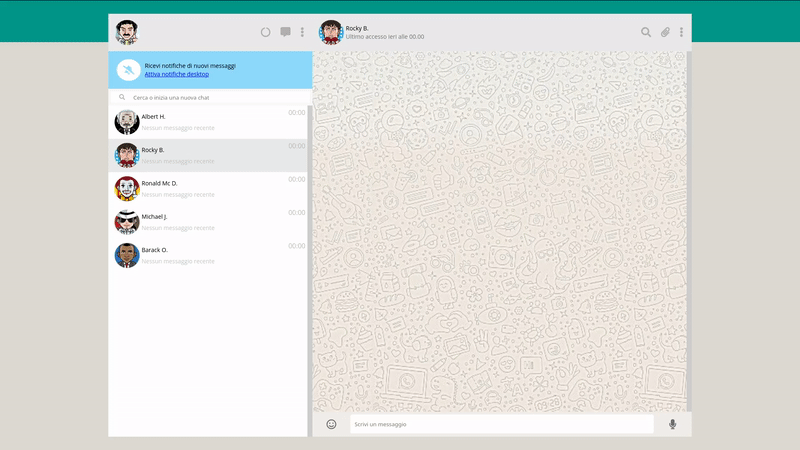 Rocky B.
Ultimo accesso ieri alle 00.00
Ricevi notifiche di nuovi messaggi
Attiva notifiche desktop
Cerca o inizia una nuova chat
Albert H.
00:00
Nessun messaggio recente
Rocky B.
00:00
Nessun messaggio recente
Ronald Mc D.
00:00
Nessun messaggio recente
Michael J.
00:00
Nessun messaggio recente
Barack O.
00:00
Nessun messaggio recente
Scrivi un messaggio